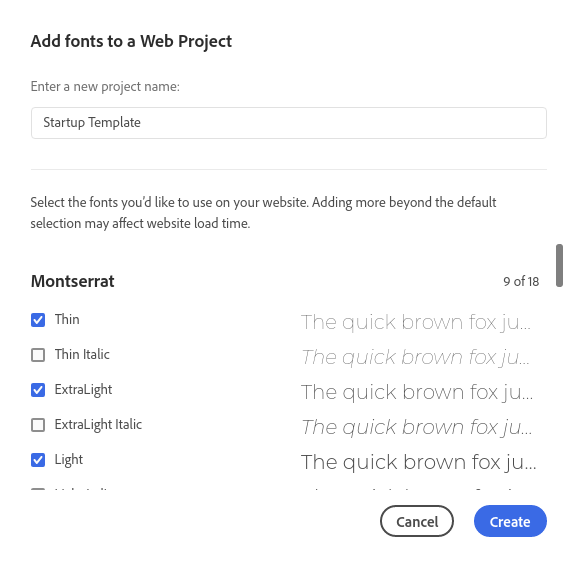 Add fonts to a Web Project
Enter a new project name:
Startup Template
Select the fonts you'd like to use on your website. Adding more beyond the default
selection may affect website load time.
Montserrat 9 of 18
Thin The quick brown fox ju...
Thin Italic The quick brown fox ju...
ExtraLight The quick brown fox ju...
ExtraLight Italic The quick brown fox ju...
Light The quick brown fox ju...
Cancel Create